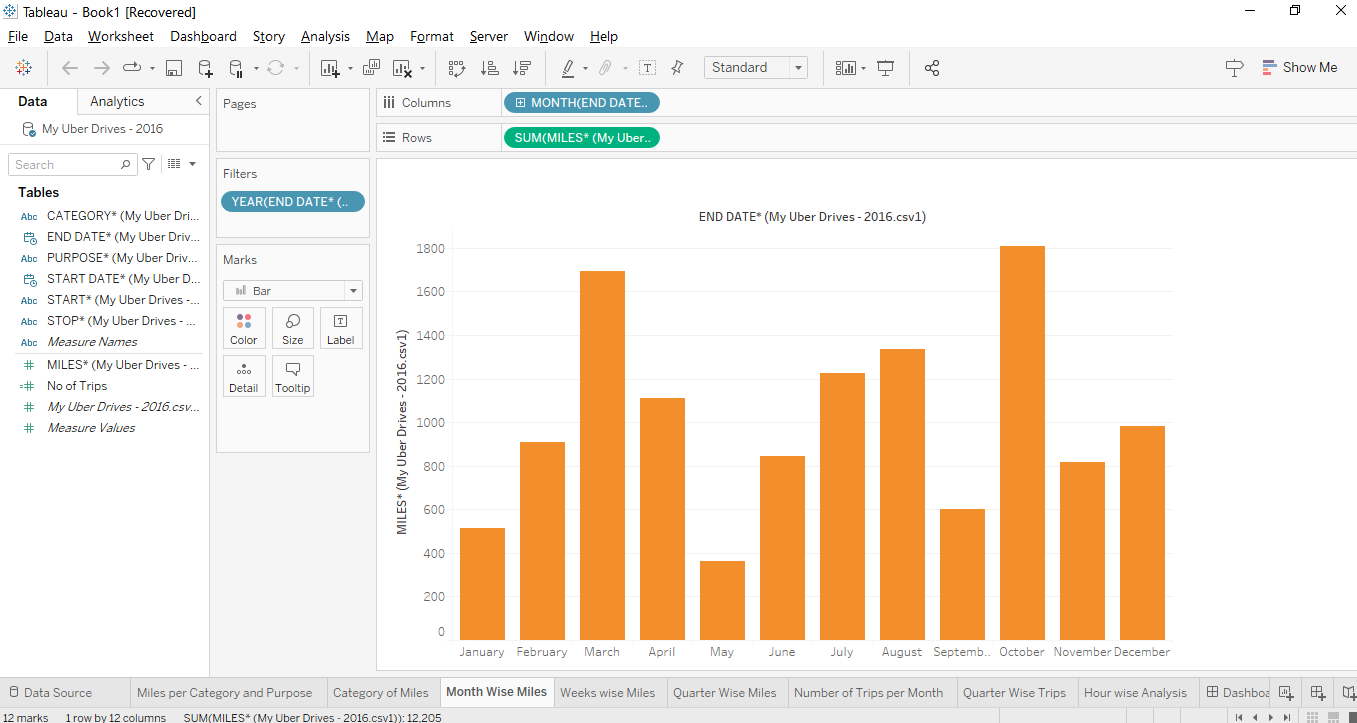 Tableau - Book1 [Recovered]
File Data Worksheet Dashboard Story Analysis Map Format Server Window Help
Standard
Show Me
Data Analytics
My Uber Drives - 2016
Search
Tables
Abc CATEGORY* (My Uber Dri...
END DATE* (My Uber Driv...
Abc PURPOSE* (My Uber Driv...
START DATE* (My Uber D...
Abc START* (My Uber Drives -...
Abc STOP* (My Uber Drives - ...
Abc Measure Names
# MILES* (My Uber Drives - ...
=# No of Trips
# My Uber Drives - 2016.csv...
# Measure Values
Pages
Filters
YEAR(END DATE* (..
Marks
Bar
Color Size T Label
Detail Tooltip
Columns MONTH(END DATE..
Rows SUM(MILES* (My Uber..
END DATE* (My Uber Drives - 2016.csv1)
MILES* (My Uber Drives - 2016.csv1)
1800
1600
1400
1200
1000
800
600
400
200
0
January February March April May June July August Septemb.. October November December
Data Source Miles per Category and Purpose Category of Miles Month Wise Miles Weeks wise Miles Quarter Wise Miles Number of Trips per Month Quarter Wise Trips Hour wise Analysis Dashboa
12 marks 1 row by 12 columns SUM(MILES* (My Uber Drives - 2016.csv1)): 12,205